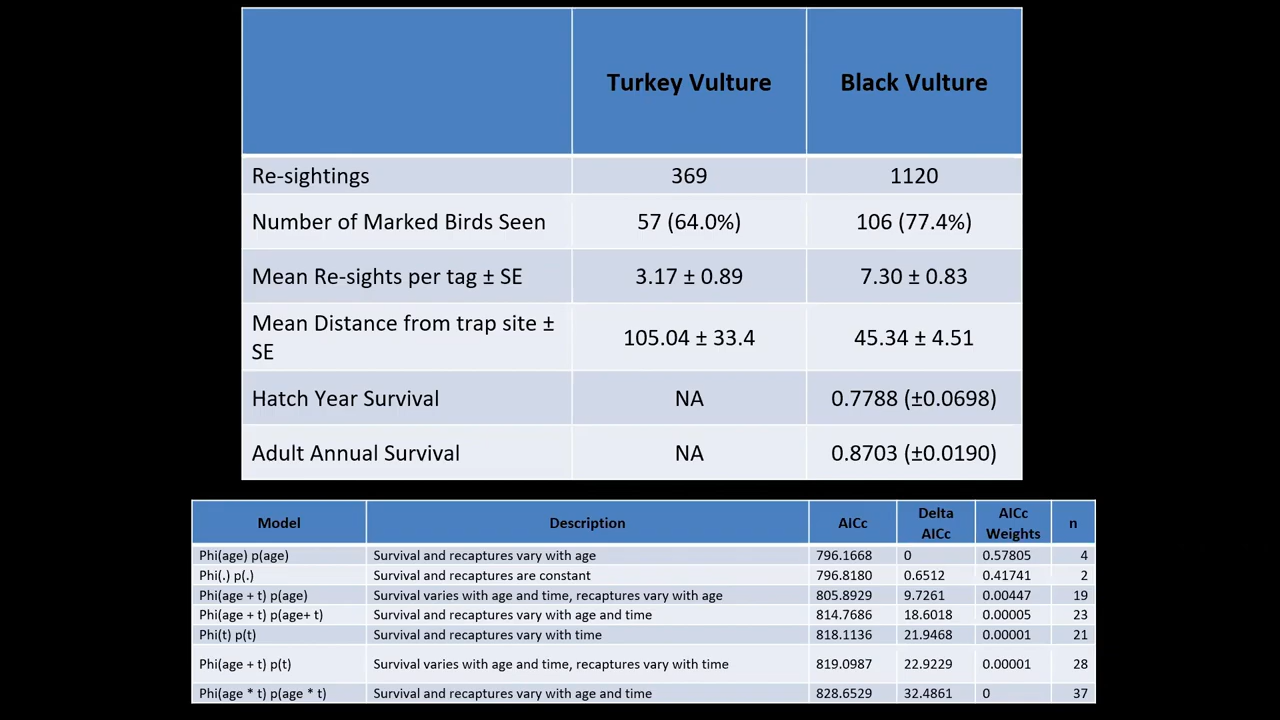 Turkey Vulture Black Vulture
Re-sightings 369 1120
Number of Marked Birds Seen 57 (64.0%) 106 (77.4%)
Mean Re-sights per tag ± SE 3.17 ± 0.89 7.30 ± 0.83
Mean Distance from trap site ±
SE 105.04 ± 33.4 45.34 ± 4.51
Hatch Year Survival NA 0.7788 (±0.0698)
Adult Annual Survival NA 0.8703 (±0.0190)
Model Description AICc Delta AICc AICc Weights n
Phi(age) p(age) Survival and recaptures vary with age 796.1668 0 0.57805 4
Phi(.) p(.) Survival and recaptures are constant 796.8180 0.6512 0.41741 2
Phi(age + t) p(age) Survival varies with age and time, recaptures vary with age 805.8929 9.7261 0.00447 19
Phi(age + t) p(age+ t) Survival and recaptures vary with age and time 814.7686 18.6018 0.00005 23
Phi(t) p(t) Survival and recaptures vary with time 818.1136 21.9468 0.00001 21
Phi(age + t) p(t) Survival varies with age and time, recaptures vary with time 819.0987 22.9229 0.00001 28
Phi(age * t) p(age * t) Survival and recaptures vary with age and time 828.6529 32.4861 0 37